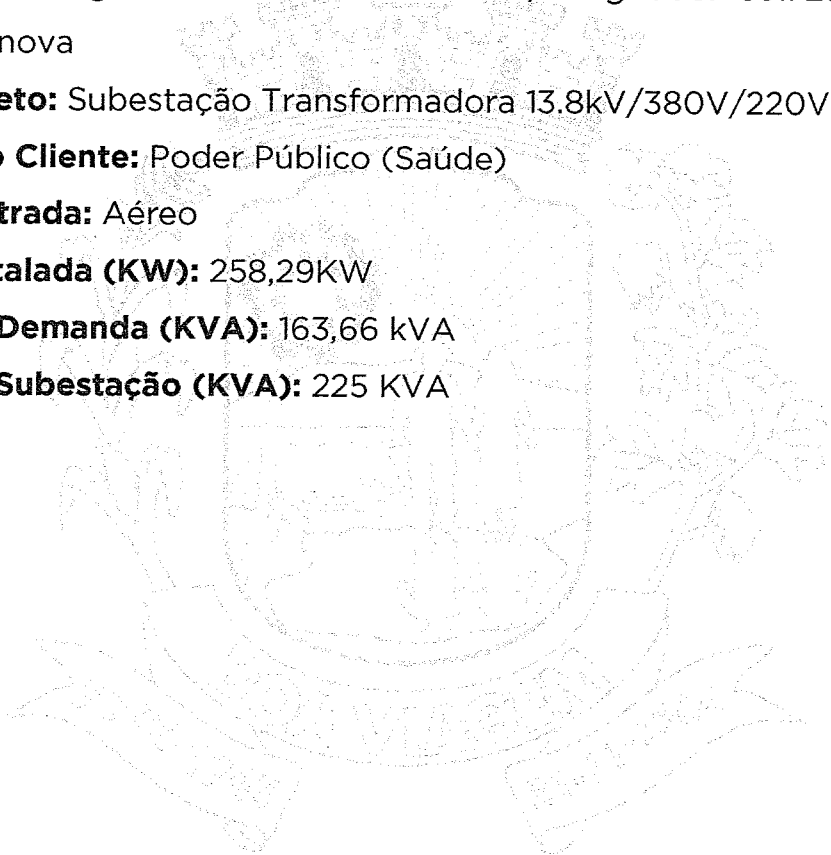 nova
eto: Subestação Transformadora 13.8kV/380V/220V
Cliente: Poder Público (Saúde)
trada: Aéreo
talada (KW): 258,29KW
Demanda (KVA): 163,66 kVA
Subestação (KVA): 225 KVA